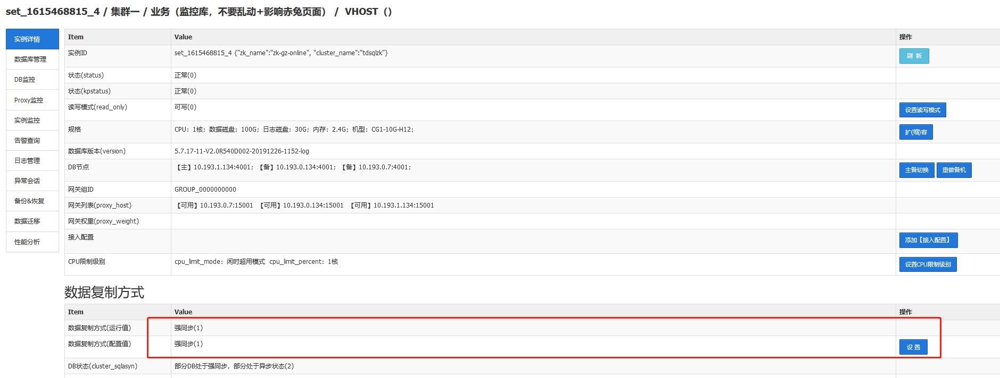 set_1615468815_4 / 集群一 / 业务（监控库，不要乱动+影响赤兔页面） / VHOST（）
实例详情
数据库管理
DB监控
Proxy监控
实例监控
告警查询
日志管理
异常会话
备份&恢复
数据迁移
性能分析
Item Value 操作
实例ID set_1615468815_4 {"zk_name":"zk-gz-online", "cluster_name":"tdsqlzk"} 刷 新
状态(status) 正常(0)
状态(kpstatus) 正常(0)
读写模式(read_only) 可写(0) 设置读写模式
规格 CPU：1核；数据磁盘：100G；日志磁盘：30G；内存：2.4G；机型：CG1-10G-H12； 扩(缩)容
数据库版本(version) 5.7.17-11-V2.0R540D002-20191226-1152-log
DB节点 【主】10.193.1.134:4001；【备】10.193.0.134:4001；【备】10.193.0.7:4001； 主备切换 重做备机
网关组ID GROUP_0000000000
网关列表(proxy_host) 【可用】10.193.0.7:15001 【可用】10.193.0.134:15001 【可用】10.193.1.134:15001
网关权重(proxy_weight)
接入配置 添加【接入配置】
CPU限制级别 cpu_limit_mode：闲时超用模式 cpu_limit_percent：1核 设置CPU限制级别
数据复制方式
Item Value 操作
数据复制方式(运行值) 强同步(1)
数据复制方式(配置值) 强同步(1) 设 置
DB状态(cluster_sqlasyn) 部分DB处于强同步，部分处于异步状态(2)